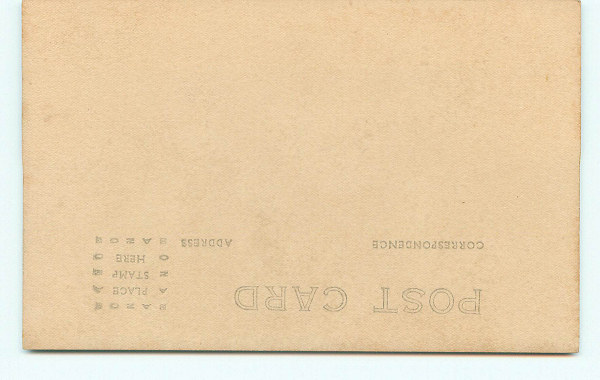 POST CARD
PLACE
STAMP
HERE
CORRESPONDENCE ADDRESS